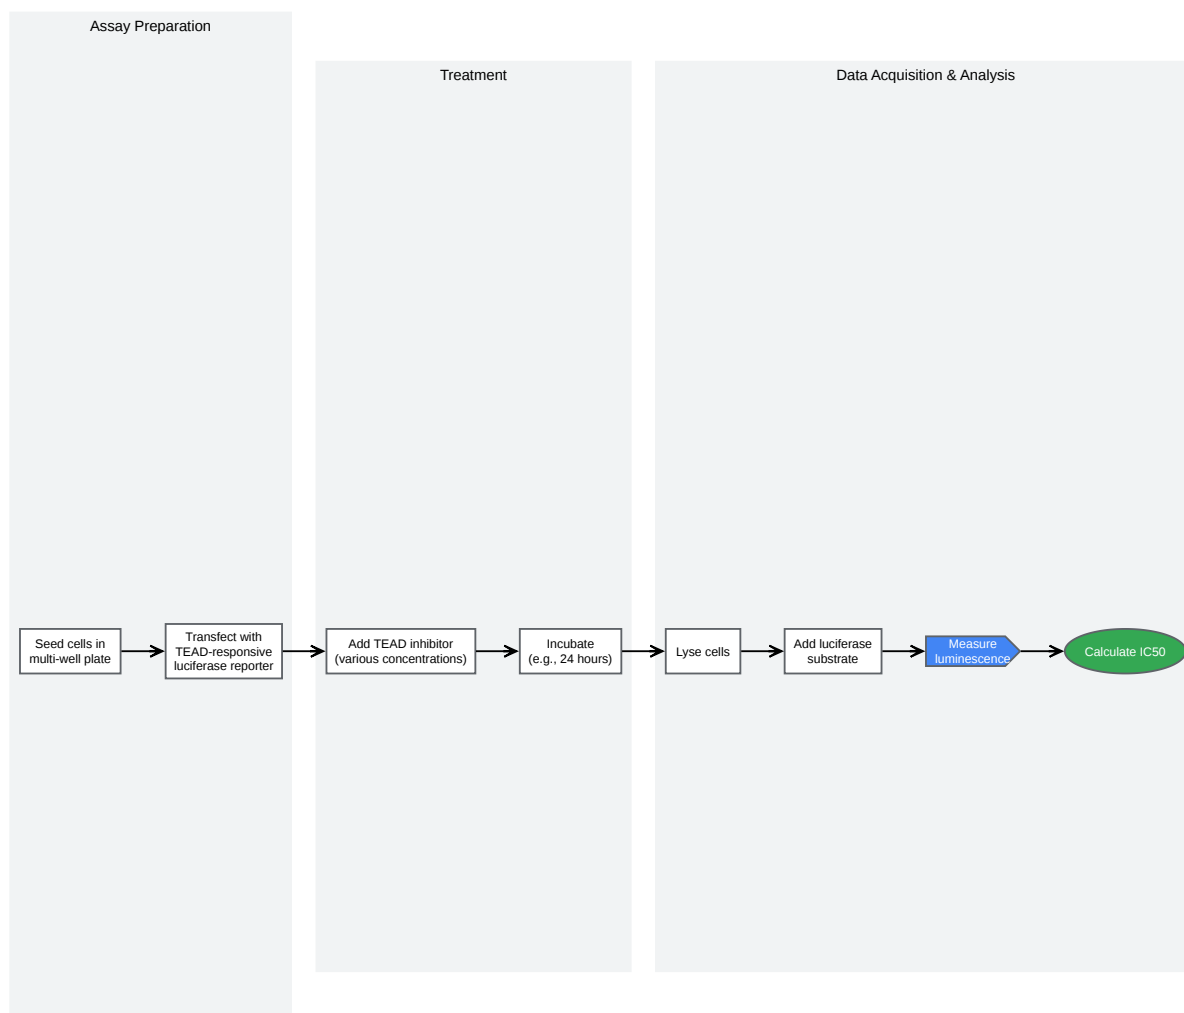 Assay Preparation
Treatment
Data Acquisition & Analysis
Seed cells in
multi-well plate
Transfect with
TEAD-responsive
luciferase reporter
Add TEAD inhibitor
(various concentrations)
Incubate
(e.g., 24 hours)
Lyse cells
Add luciferase
substrate
Measure
luminescence
Calculate IC50